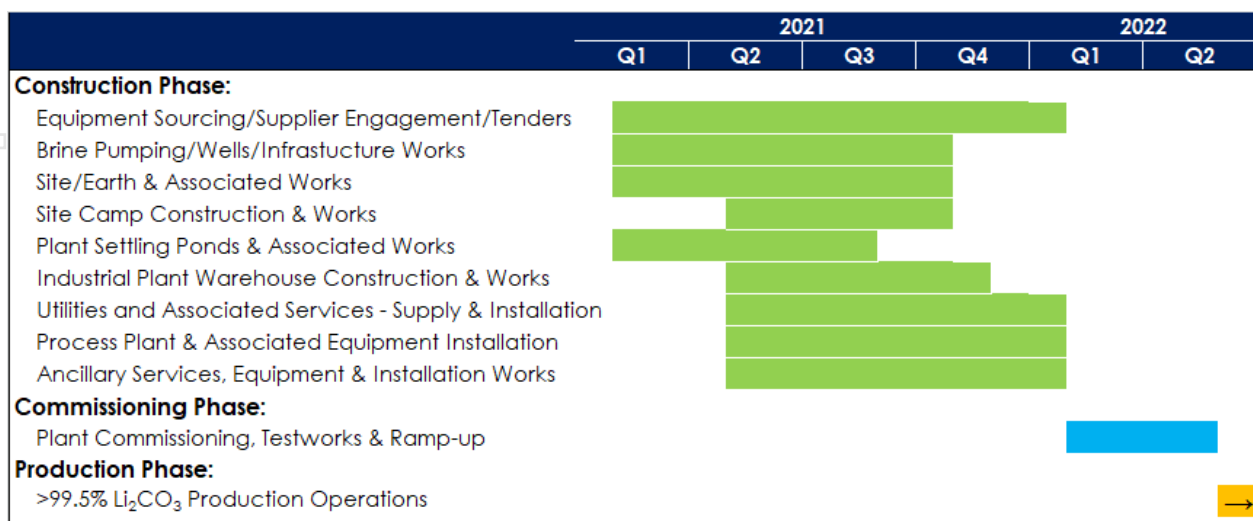 2021 2022
Q1 Q2 Q3 Q4 Q1 Q2
Construction Phase:
Equipment Sourcing/Supplier Engagement/Tenders
Brine Pumping/Wells/Infrastucture Works
Site/Earth & Associated Works
Site Camp Construction & Works
Plant Settling Ponds & Associated Works
Industrial Plant Warehouse Construction & Works
Utilities and Associated Services - Supply & Installation
Process Plant & Associated Equipment Installation
Ancillary Services, Equipment & Installation Works
Commissioning Phase:
Plant Commissioning, Testworks & Ramp-up
Production Phase:
>99.5% Li₂CO₃ Production Operations →